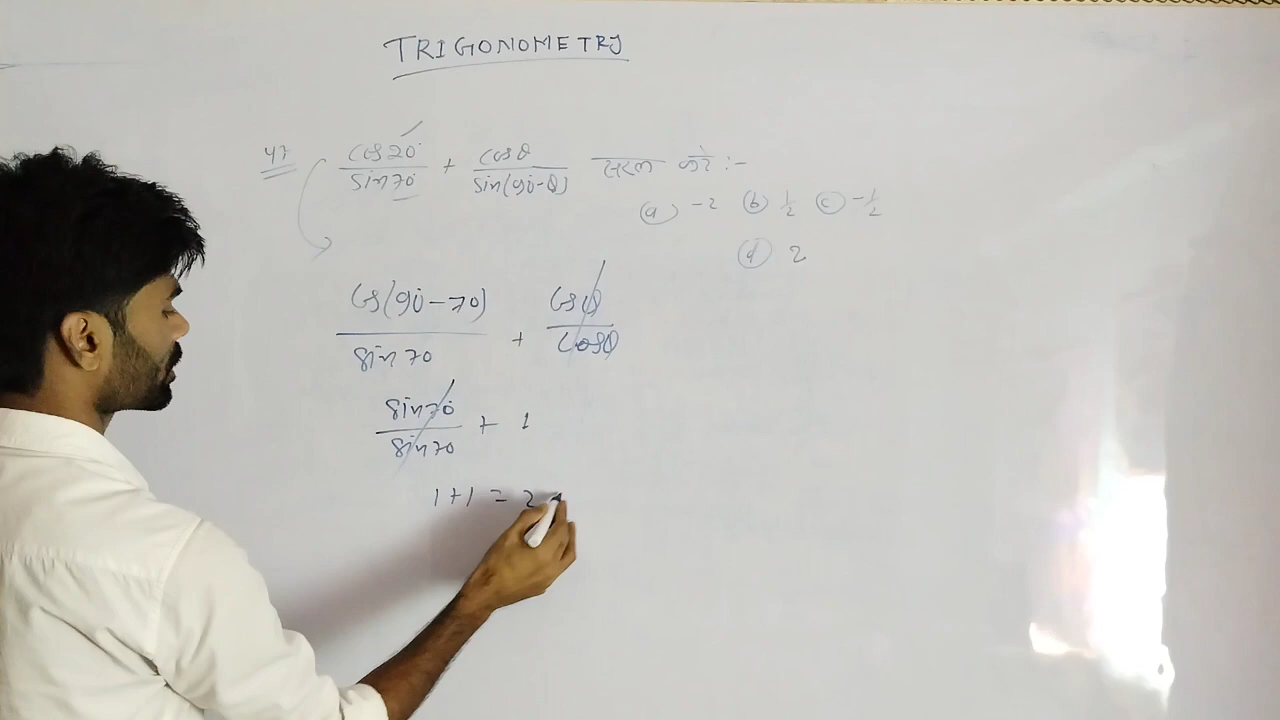 TRIGONOMETRY
47 cos20°/sin70° + cosθ/sin(90°-θ) सरल करे :-
(a) -2 (b) 1/2 (c) -1/2
(d) 2
cos(90°-70)/sin70 + cosθ/cosθ
sin70°/sin70 + 1
1+1 = 2